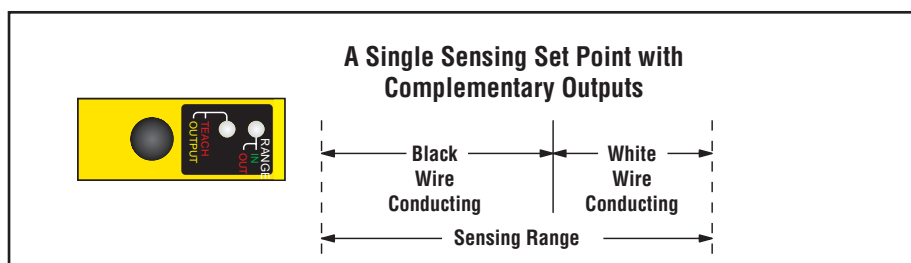 A Single Sensing Set Point with
Complementary Outputs
RANGE
IN
OUT
TEACH
OUTPUT
Black
Wire
Conducting
White
Wire
Conducting
Sensing Range